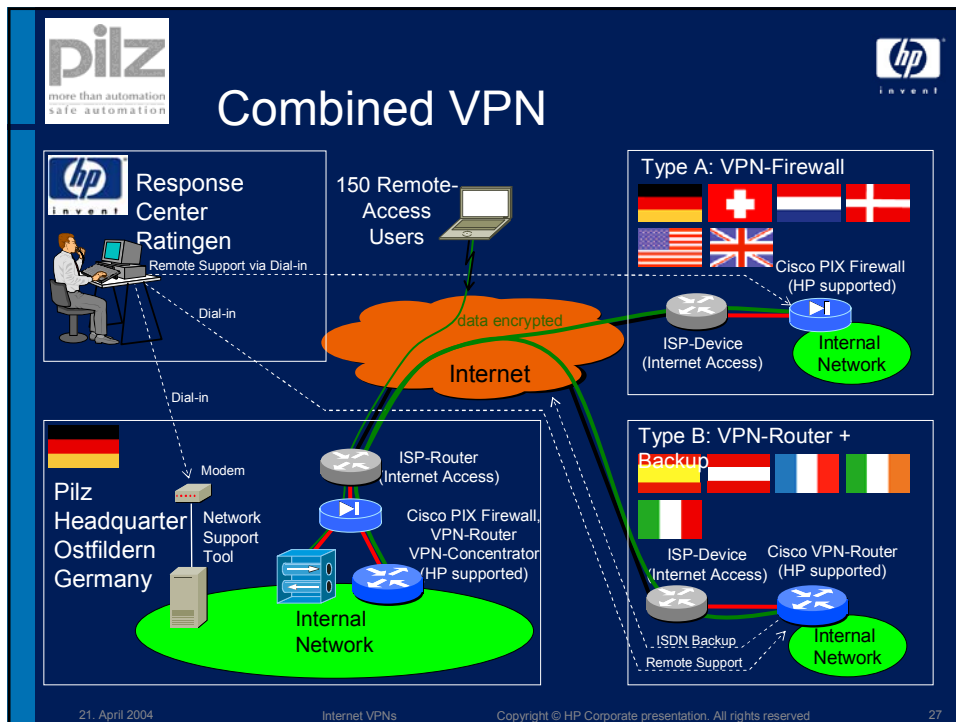 pilz
more than automation
safe automation
hp
invent
Combined VPN
hp
invent
Response
Center
Ratingen
Remote Support via Dial-in
Dial-in
Dial-in
150 Remote-
Access
Users
data encrypted
Internet
Type A: VPN-Firewall
Cisco PIX Firewall
(HP supported)
ISP-Device
(Internet Access)
Internal
Network
Pilz
Headquarter
Ostfildern
Germany
Modem
Network
Support
Tool
ISP-Router
(Internet Access)
Cisco PIX Firewall,
VPN-Router
VPN-Concentrator
(HP supported)
Internal
Network
Type B: VPN-Router +
Backup
ISP-Device
(Internet Access)
Cisco VPN-Router
(HP supported)
ISDN Backup
Remote Support
Internal
Network
21. April 2004
Internet VPNs
Copyright © HP Corporate presentation. All rights reserved
27